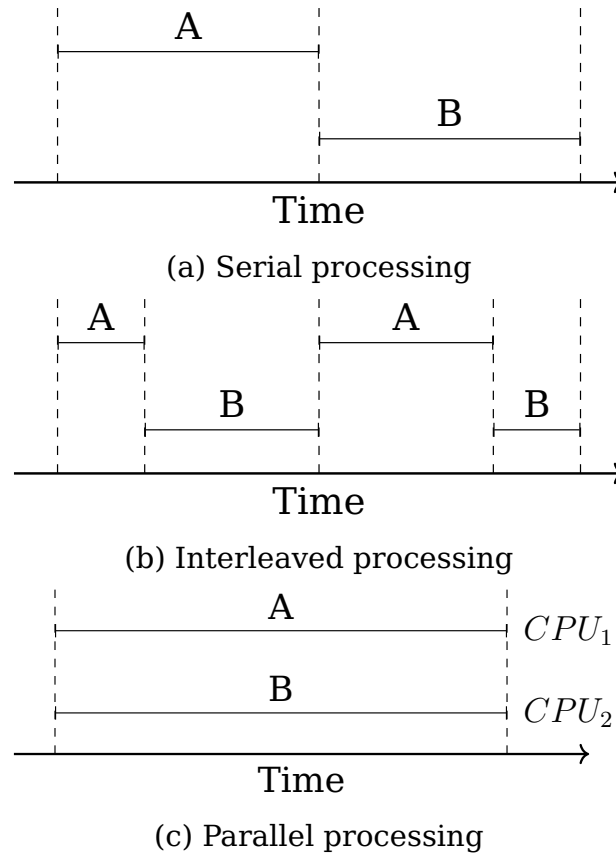 A
B
Time
(a) Serial processing
A A
B B
Time
(b) Interleaved processing
A CPU₁
B CPU₂
Time
(c) Parallel processing